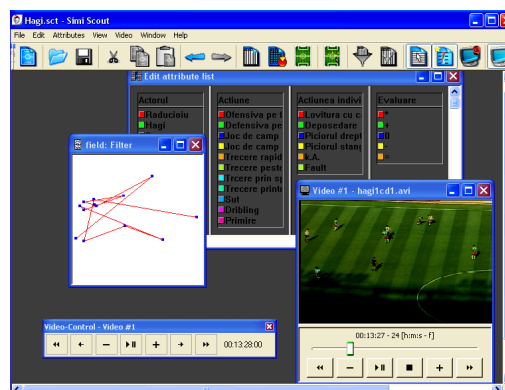 Hagi.sct - Simi Scout
File Edit Attributes View Video Window Help
Edit attribute list
Actorul Actiune Actiunea indivi Evaluare
Raducioiu
Hagi
Ofensiva pe f
Defensiva pe
Joc de camp
Joc de camp
Trecere rapid
Trecere peste
Trecere prin sp
Trecere printr
Sut
Dribling
Primire
Lovitura cu c
Deposedare
Piciorul drept
Piciorul stang
k.A.
Fault
*
+
0
-
=
field: Filter
Video #1 - hagi1cd1.avi
00:13:27 - 24 [h:m:s - f]
Video-Control - Video #1
00:13:28:00